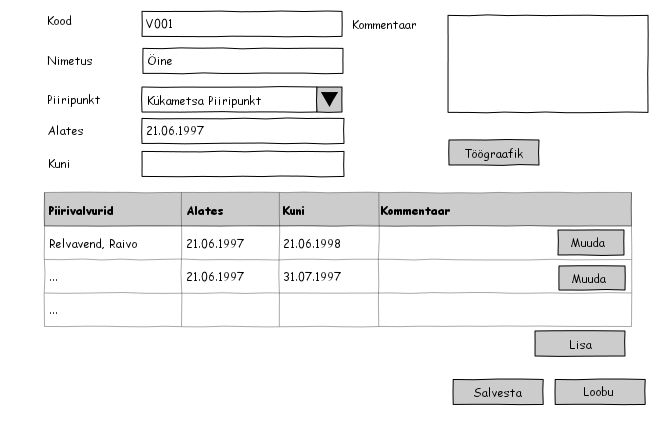 Kood V001 Kommentaar
Nimetus Öine
Piiripunkt Kükametsa Piiripunkt
Alates 21.06.1997
Töögraafik
Kuni
Piirivalvurid Alates Kuni Kommentaar
Relvavend, Raivo 21.06.1997 21.06.1998 Muuda
... 21.06.1997 31.07.1997 Muuda
...
Lisa
Salvesta Loobu